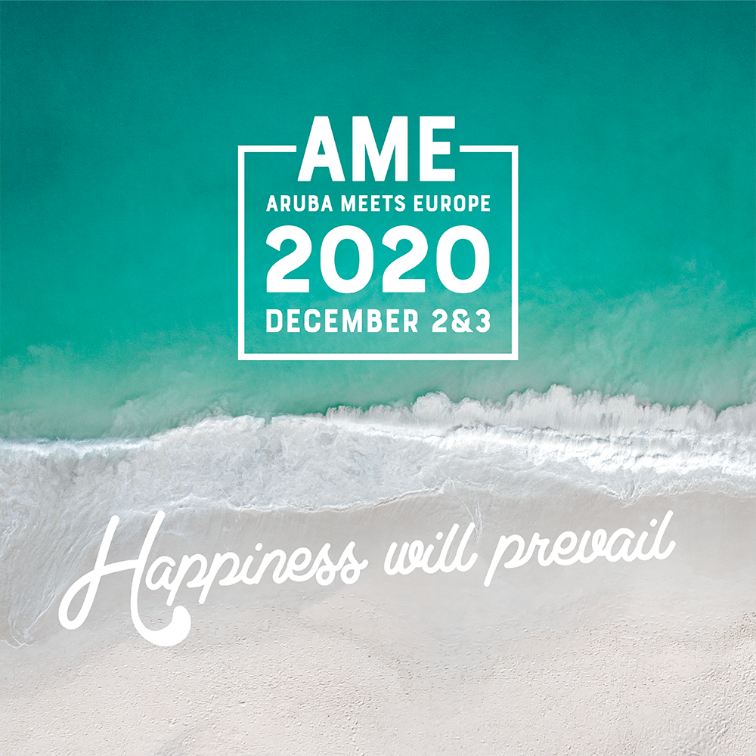 AME
ARUBA MEETS EUROPE
2020
DECEMBER 2&3
Happiness will prevail